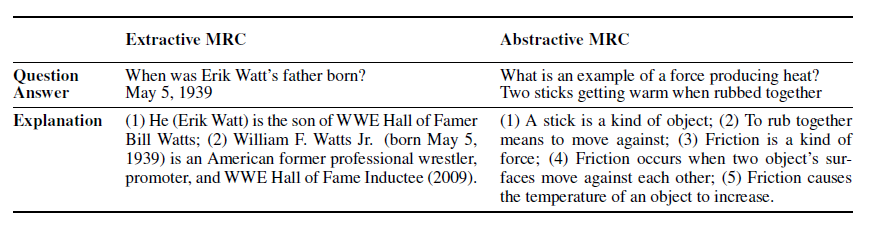 Extractive MRC Abstractive MRC
Question When was Erik Watt's father born? What is an example of a force producing heat?
Answer May 5, 1939 Two sticks getting warm when rubbed together
Explanation (1) He (Erik Watt) is the son of WWE Hall of Famer (1) A stick is a kind of object; (2) To rub together
Bill Watts; (2) William F. Watts Jr. (born May 5, means to move against; (3) Friction is a kind of
1939) is an American former professional wrestler, force; (4) Friction occurs when two object's sur-
promoter, and WWE Hall of Fame Inductee (2009). faces move against each other; (5) Friction causes
the temperature of an object to increase.